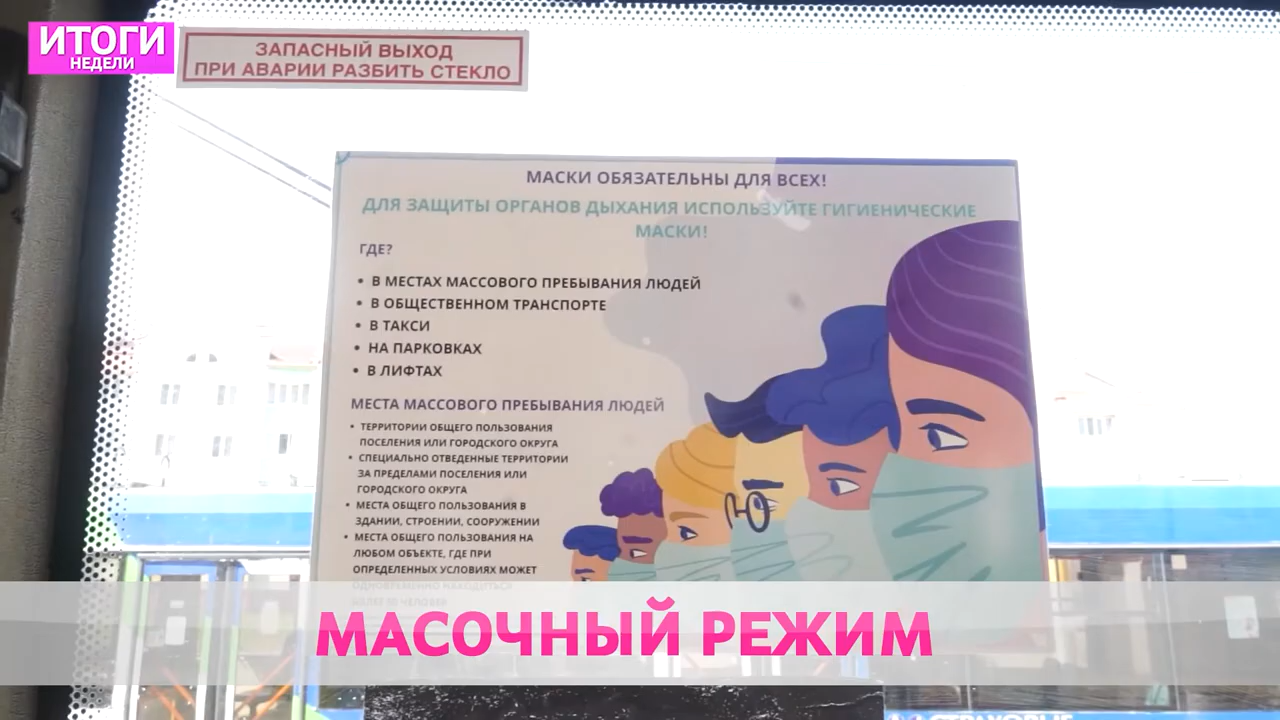 ИТОГИ
НЕДЕЛИ
ЗАПАСНЫЙ ВЫХОД
ПРИ АВАРИИ РАЗБИТЬ СТЕКЛО
МАСКИ ОБЯЗАТЕЛЬНЫ ДЛЯ ВСЕХ!
ДЛЯ ЗАЩИТЫ ОРГАНОВ ДЫХАНИЯ ИСПОЛЬЗУЙТЕ ГИГИЕНИЧЕСКИЕ
МАСКИ!
ГДЕ?
• В МЕСТАХ МАССОВОГО ПРЕБЫВАНИЯ ЛЮДЕЙ
• В ОБЩЕСТВЕННОМ ТРАНСПОРТЕ
• В ТАКСИ
• НА ПАРКОВКАХ
• В ЛИФТАХ
МЕСТА МАССОВОГО ПРЕБЫВАНИЯ ЛЮДЕЙ
• ТЕРРИТОРИИ ОБЩЕГО ПОЛЬЗОВАНИЯ
ПОСЕЛЕНИЯ ИЛИ ГОРОДСКОГО ОКРУГА
• СПЕЦИАЛЬНО ОТВЕДЕННЫЕ ТЕРРИТОРИИ
ЗА ПРЕДЕЛАМИ ПОСЕЛЕНИЯ ИЛИ
ГОРОДСКОГО ОКРУГА
• МЕСТА ОБЩЕГО ПОЛЬЗОВАНИЯ В
ЗДАНИИ, СТРОЕНИИ, СООРУЖЕНИИ
• МЕСТА ОБЩЕГО ПОЛЬЗОВАНИЯ НА
ЛЮБОМ ОБЪЕКТЕ, ГДЕ ПРИ
ОПРЕДЕЛЕННЫХ УСЛОВИЯХ МОЖЕТ
ОДНОВРЕМЕННО НАХОДИТЬСЯ
МАСОЧНЫЙ РЕЖИМ